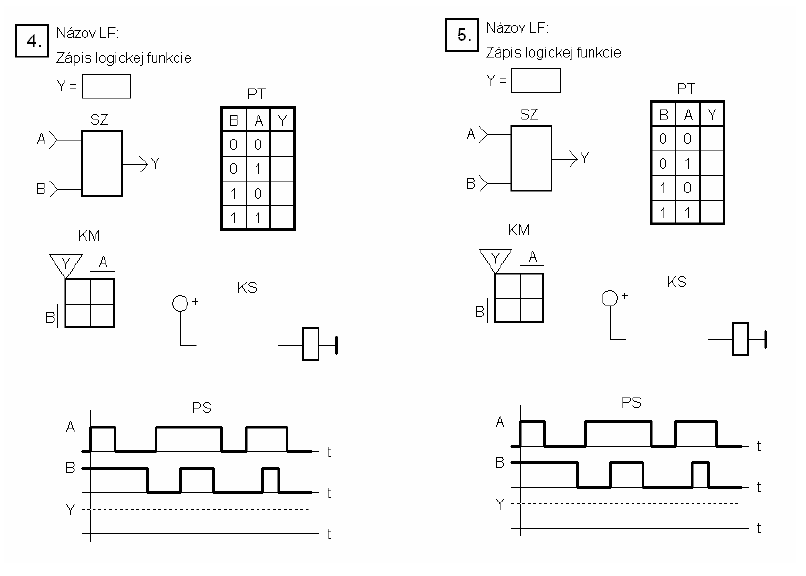 4.
Názov LF:
Zápis logickej funkcie
Y =
SZ
A
B
Y
PT
B A Y
0 0
0 1
1 0
1 1
KM
Y
A
B
KS
+
PS
A
t
B
t
Y
t
5.
Názov LF:
Zápis logickej funkcie
Y =
SZ
A
B
Y
PT
B A Y
0 0
0 1
1 0
1 1
KM
Y
A
B
KS
+
PS
A
t
B
t
Y
t